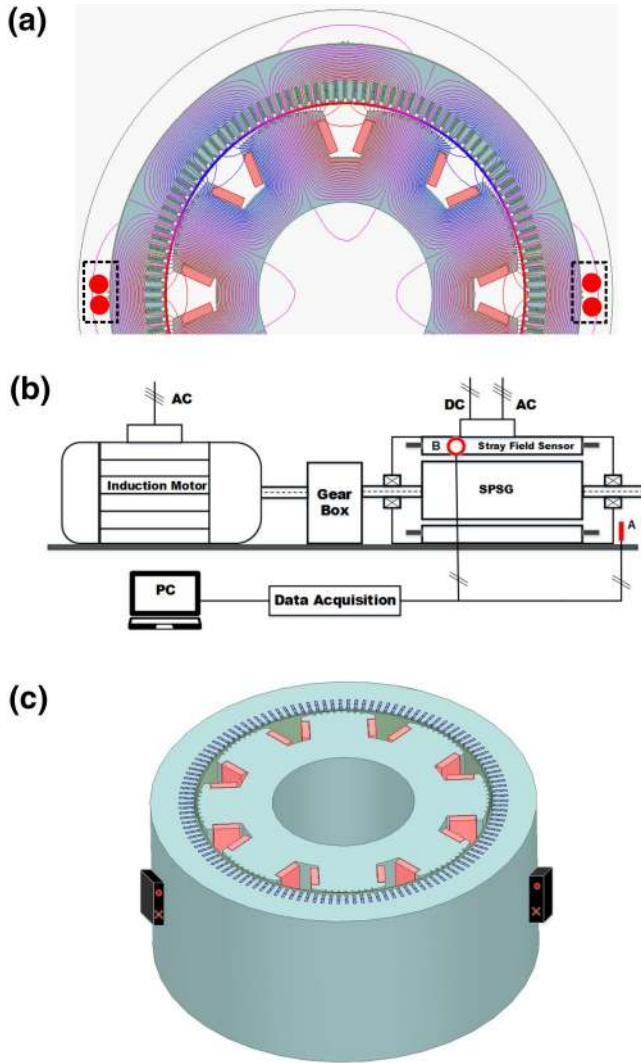 (a)
(b)
AC
DC
AC
B
Stray Field Sensor
Induction Motor
Gear
Box
SPSG
A
PC
Data Acquisition
(c)